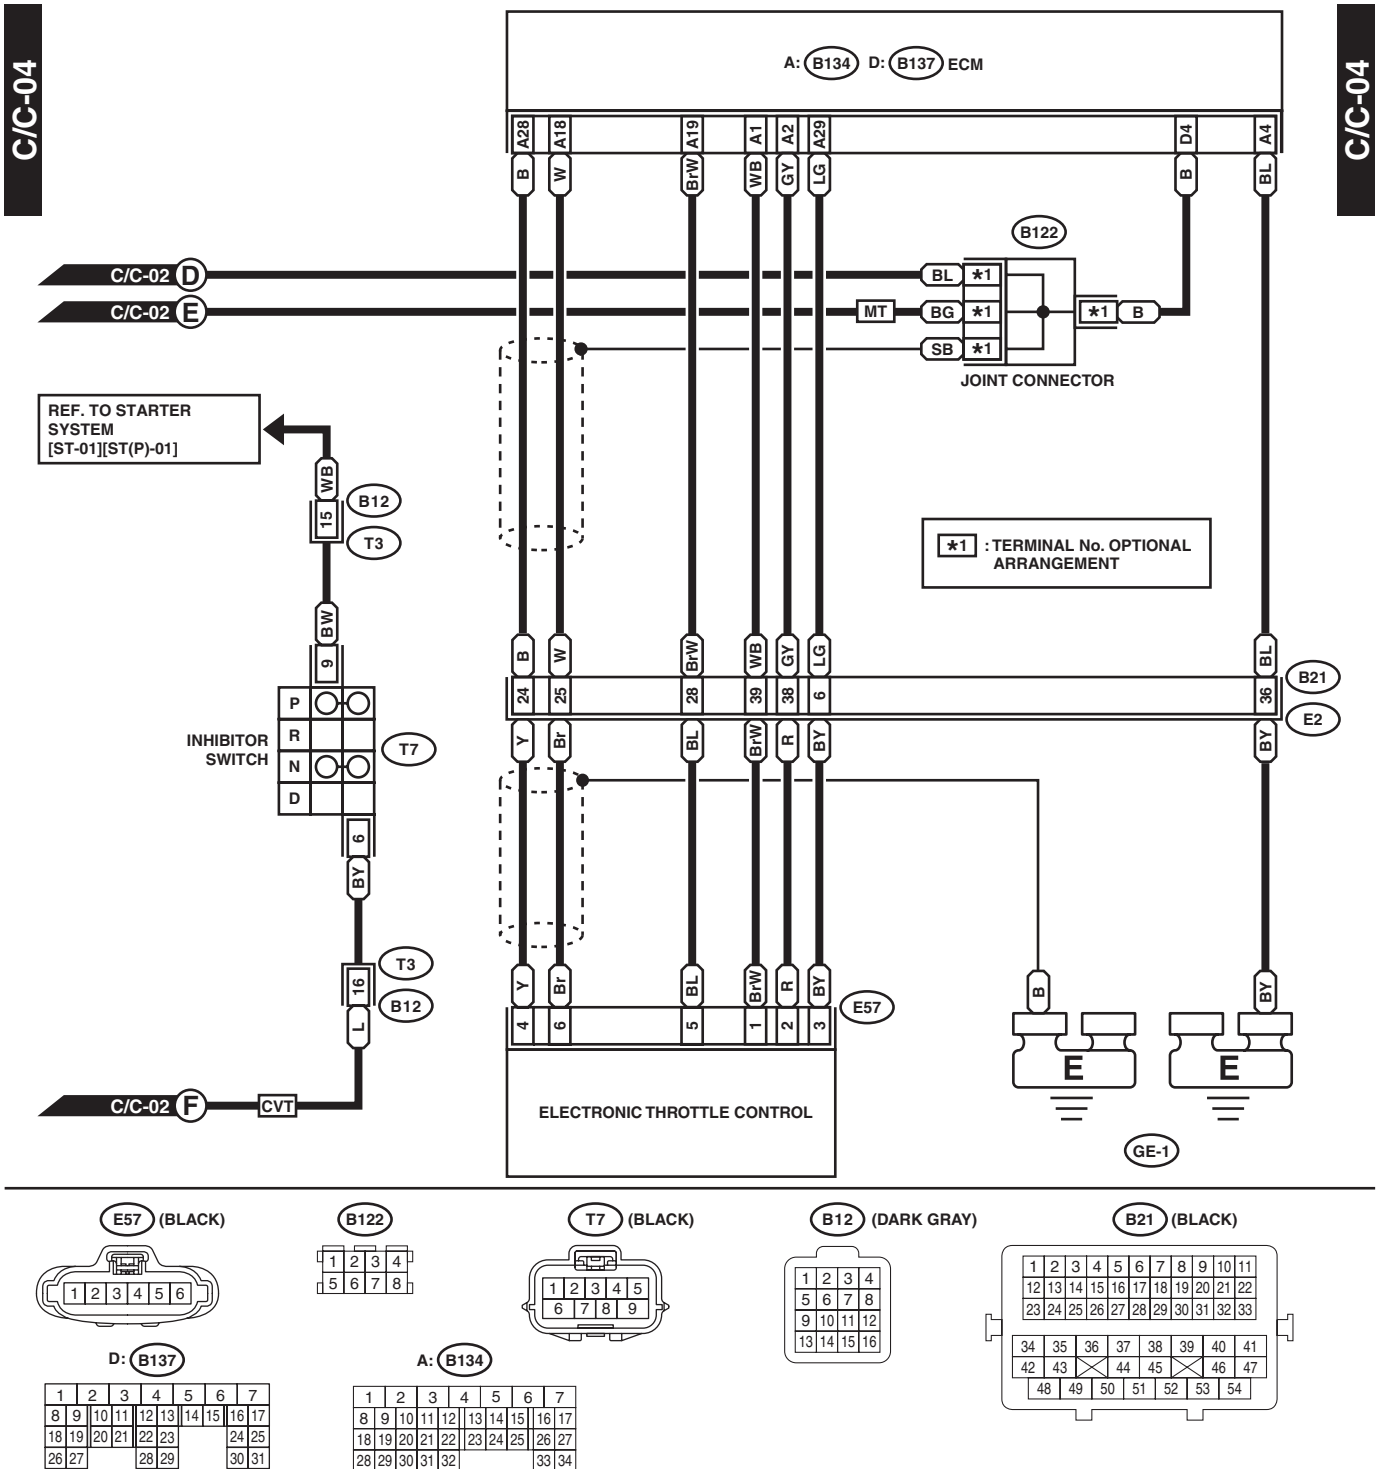 C/C-04
C/C-04
A: B134 D: B137 ECM
A28 A18 A19 A1 A2 A29 D4 A4
B W BrW WB GY LG B BL
B122
C/C-02 D BL *1
C/C-02 E MT BG *1 *1 B
SB *1
JOINT CONNECTOR
REF. TO STARTER
SYSTEM
[ST-01][ST(P)-01]
WB
15 B12
T3
*1 : TERMINAL No. OPTIONAL
ARRANGEMENT
BW
9
B W BrW WB GY LG BL
24 25 28 39 38 6 36 B21
E2
Y Br BL BrW R BY BY
P
R
N
D
INHIBITOR
SWITCH
T7
6
BY
T3
16
B12
L
Y Br BL BrW R BY B BY
4 6 5 1 2 3 E57
E E
C/C-02 F CVT
ELECTRONIC THROTTLE CONTROL
GE-1
E57 (BLACK) B122 T7 (BLACK) B12 (DARK GRAY) B21 (BLACK)
1 2 3 4 5 6
1 2 3 4
5 6 7 8
1 2 3 4 5
6 7 8 9
1 2 3 4
5 6 7 8
9 10 11 12
13 14 15 16
1 2 3 4 5 6 7 8 9 10 11
12 13 14 15 16 17 18 19 20 21 22
23 24 25 26 27 28 29 30 31 32 33
34 35 36 37 38 39 40 41
42 43 44 45 46 47
48 49 50 51 52 53 54
D: B137
1 2 3 4 5 6 7
8 9 10 11 12 13 14 15 16 17
18 19 20 21 22 23 24 25
26 27 28 29 30 31
A: B134
1 2 3 4 5 6 7
8 9 10 11 12 13 14 15 16 17
18 19 20 21 22 23 24 25 26 27
28 29 30 31 32 33 34